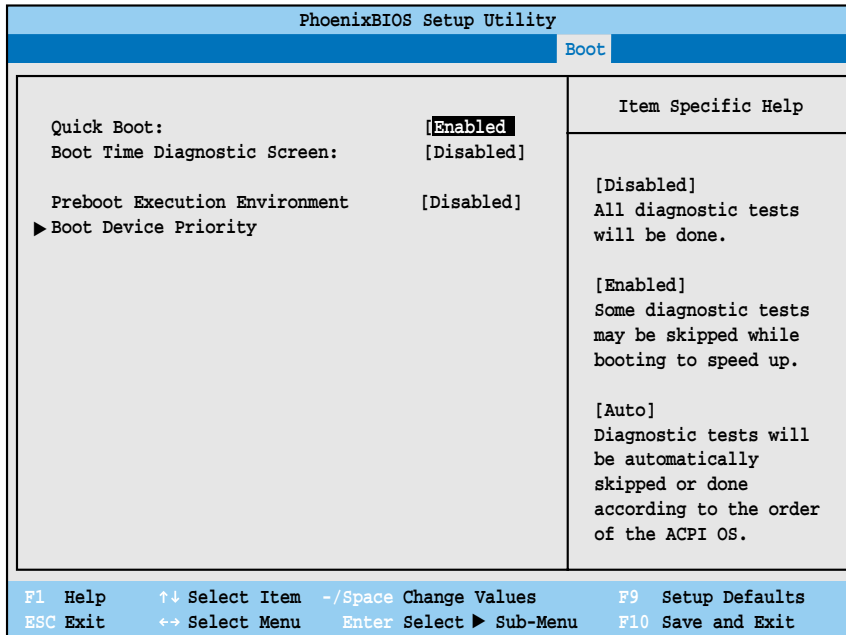 PhoenixBIOS Setup Utility
Boot
Quick Boot: [Enabled
Boot Time Diagnostic Screen: [Disabled]
Preboot Execution Environment [Disabled]
▶Boot Device Priority
Item Specific Help
[Disabled]
All diagnostic tests
will be done.
[Enabled]
Some diagnostic tests
may be skipped while
booting to speed up.
[Auto]
Diagnostic tests will
be automatically
skipped or done
according to the order
of the ACPI OS.
F1 Help ↑↓ Select Item -/Space Change Values F9 Setup Defaults
ESC Exit ←→ Select Menu Enter Select ▶ Sub-Menu F10 Save and Exit